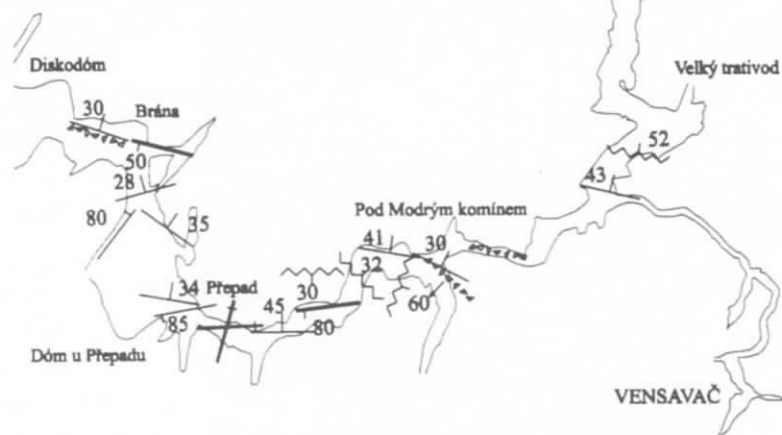 Diskodóm
Velký trativod
30
Brána
52
50
28
43
80
35
Pod Modrým komínem
41
30
32
34
Přepad
30
45
60
85
80
Dóm u Přepadu
VENSAVAČ